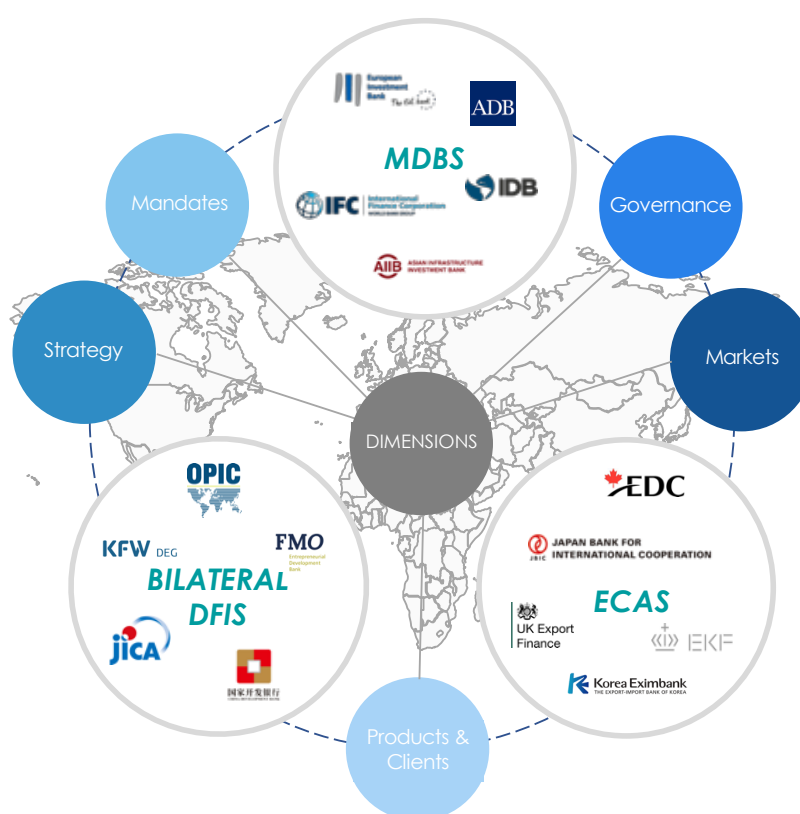 European
Investment
Bank
The EU bank
ADB
MDBS
IDB
IFC
International
Finance Corporation
WORLD BANK GROUP
AIIB
ASIAN INFRASTRUCTURE
INVESTMENT BANK
Mandates
Governance
Strategy
Markets
DIMENSIONS
OPIC
KFW DEG
FMO
Entrepreneurial
Development
Bank
BILATERAL
DFIS
JICA
国家开发银行
CHINA DEVELOPMENT BANK
EDC
JBIC
JAPAN BANK FOR
INTERNATIONAL COOPERATION
ECAS
UK Export
Finance
EKF
Korea Eximbank
THE EXPORT-IMPORT BANK OF KOREA
Products &
Clients